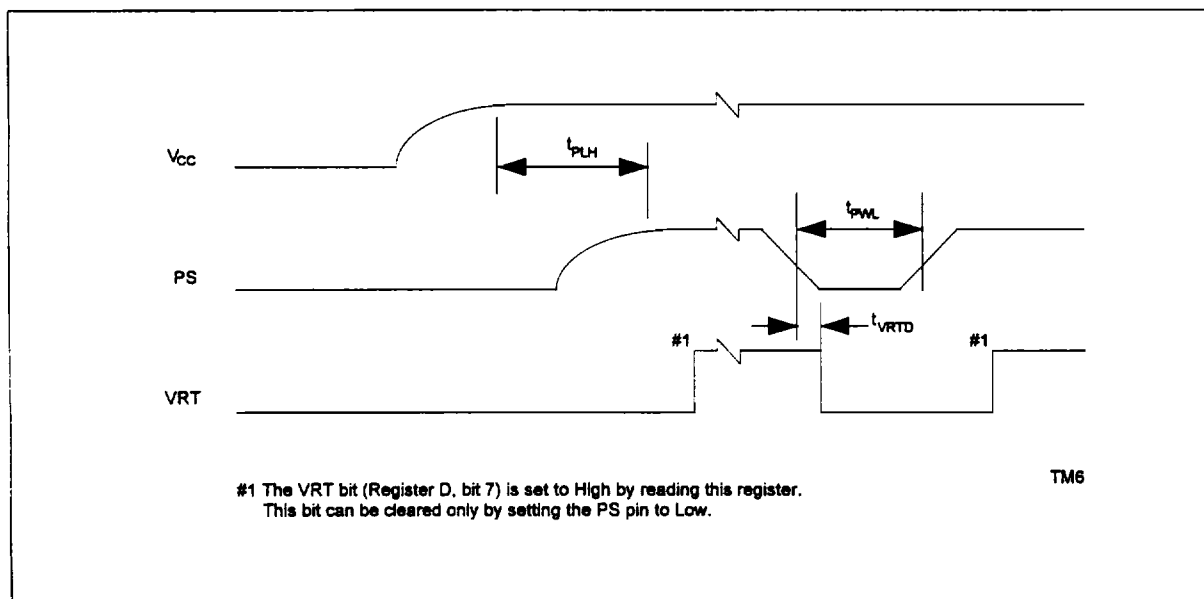 VCC
tPLH
tPWL
PS
tVRTD
#1
#1
VRT
TM6
#1 The VRT bit (Register D, bit 7) is set to High by reading this register.
This bit can be cleared only by setting the PS pin to Low.